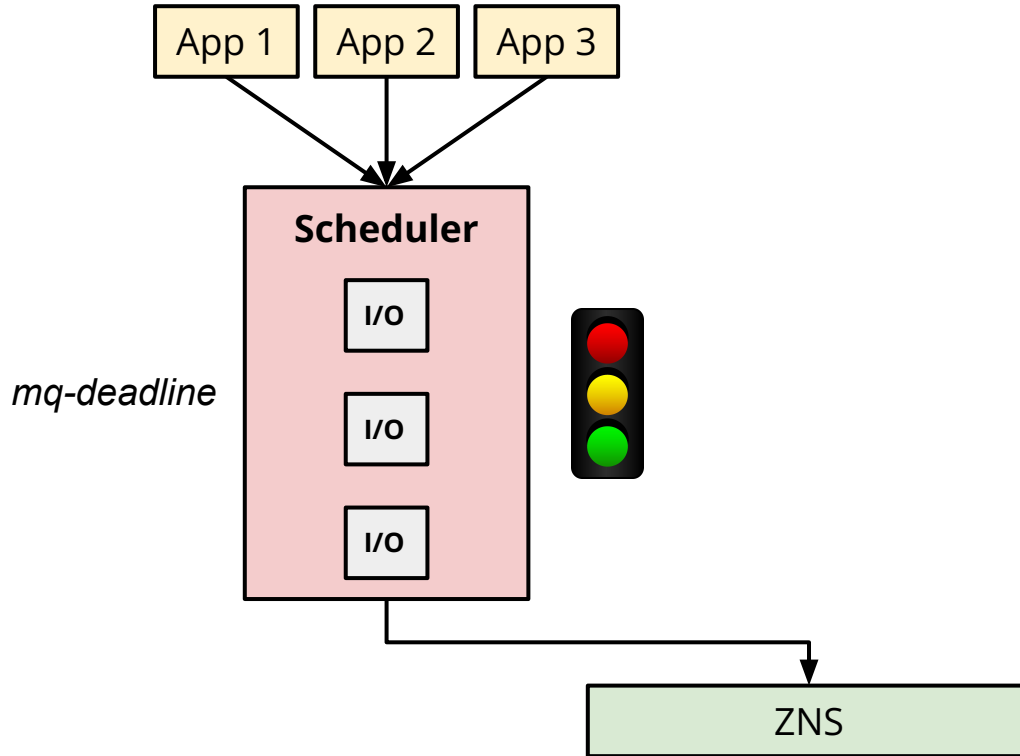 App 1
App 2
App 3
Scheduler
I/O
mq-deadline
I/O
I/O
ZNS